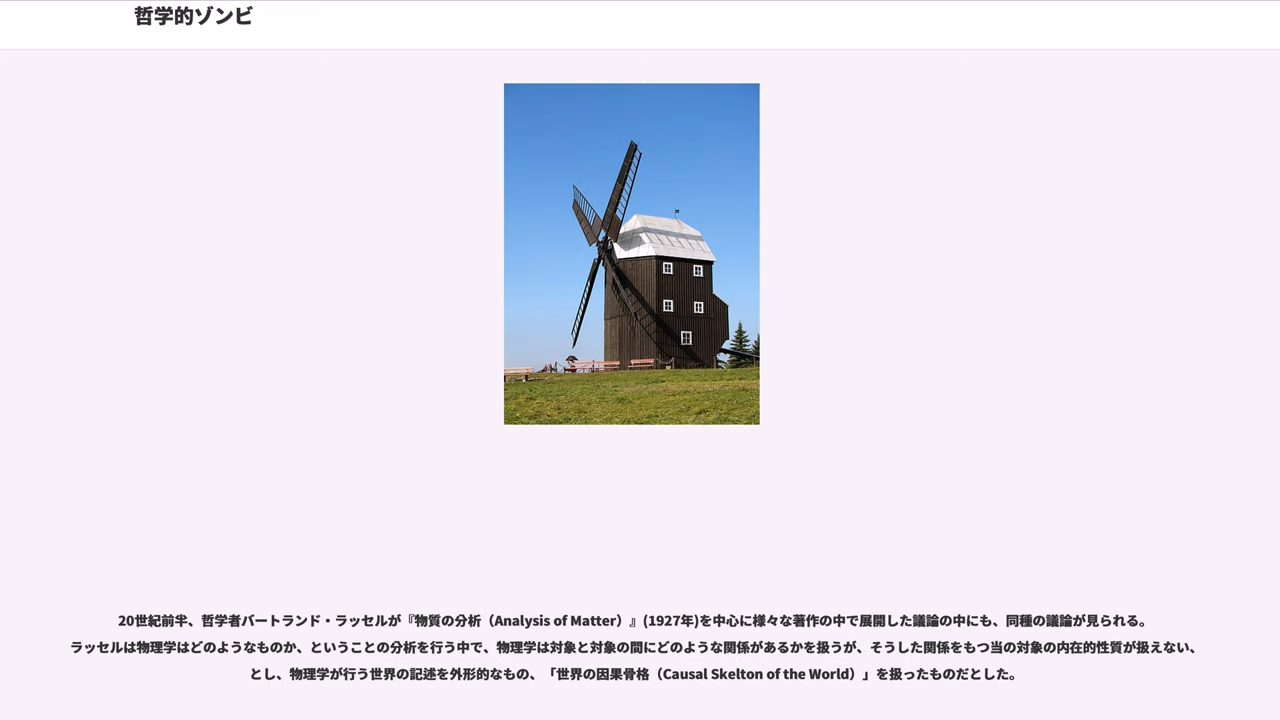 哲学的ゾンビ
20世紀前半、哲学者バートランド・ラッセルが『物質の分析（Analysis of Matter）』(1927年)を中心に様々な著作の中で展開した議論の中にも、同種の議論が見られる。
ラッセルは物理学はどのようなものか、ということの分析を行う中で、物理学は対象と対象の間にどのような関係があるかを扱うが、そうした関係をもつ当の対象の内在的性質が扱えない、
とし、物理学が行う世界の記述を外形的なもの、「世界の因果骨格（Causal Skelton of the World）」を扱ったものだとした。